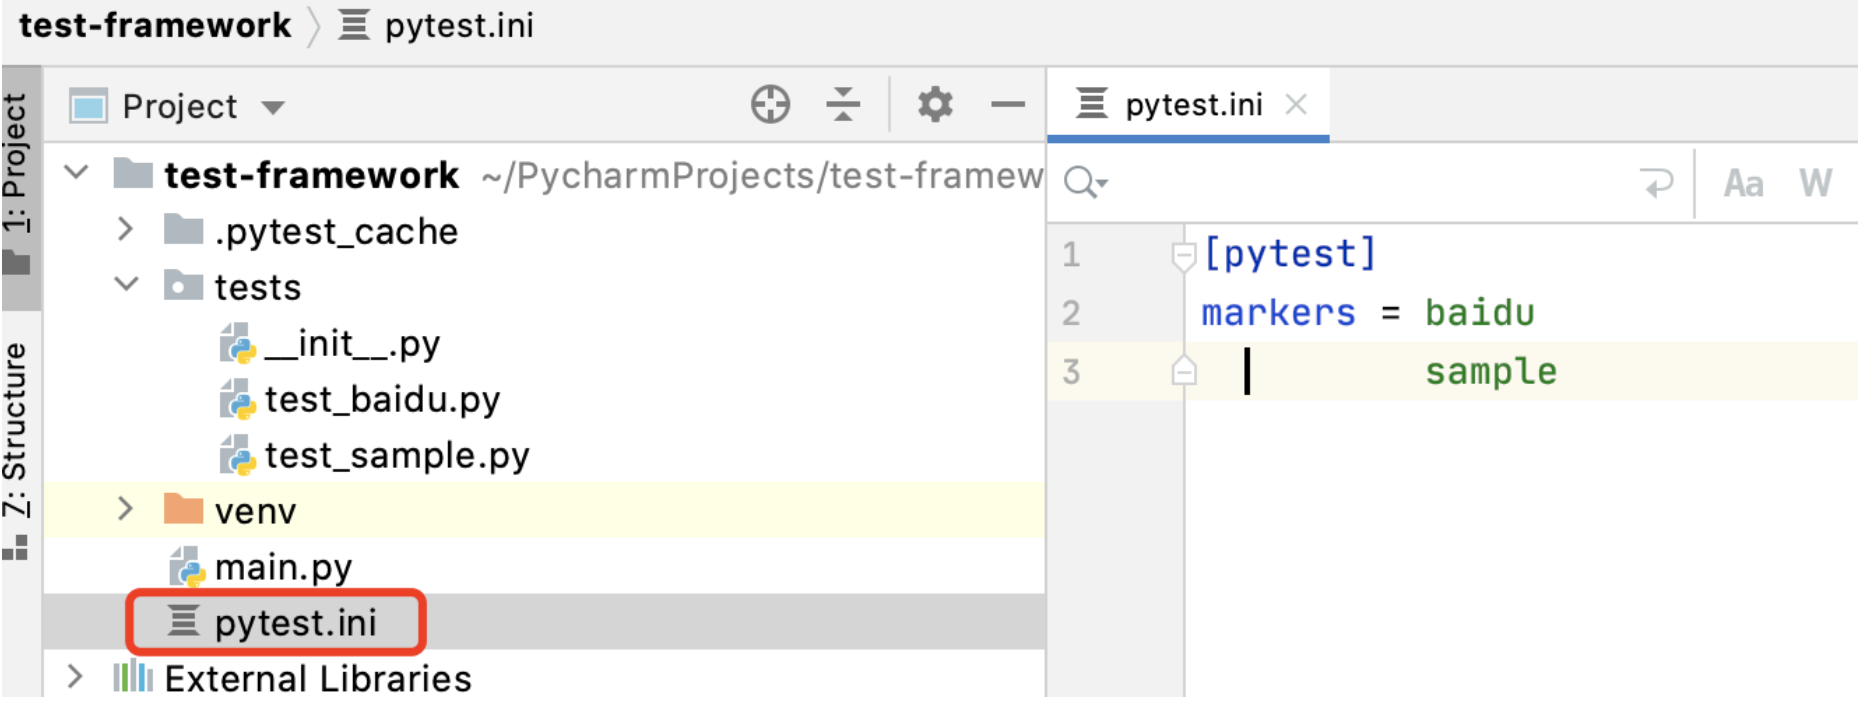 test-framework 〉 pytest.ini
1: Project
Z: Structure
Project
test-framework ~/PycharmProjects/test-framew
.pytest_cache
tests
__init__.py
test_baidu.py
test_sample.py
venv
main.py
pytest.ini
External Libraries
pytest.ini
Aa W
1 [pytest]
2 markers = baidu
3 sample